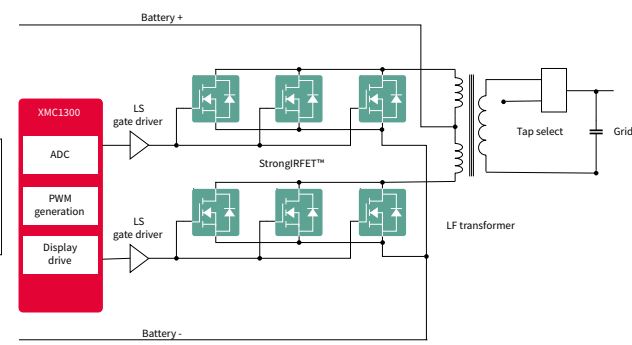 Battery +
XMC1300
ADC
PWM
generation
Display
drive
LS
gate driver
StrongIRFET™
LS
gate driver
Tap select
Grid
LF transformer
Battery -